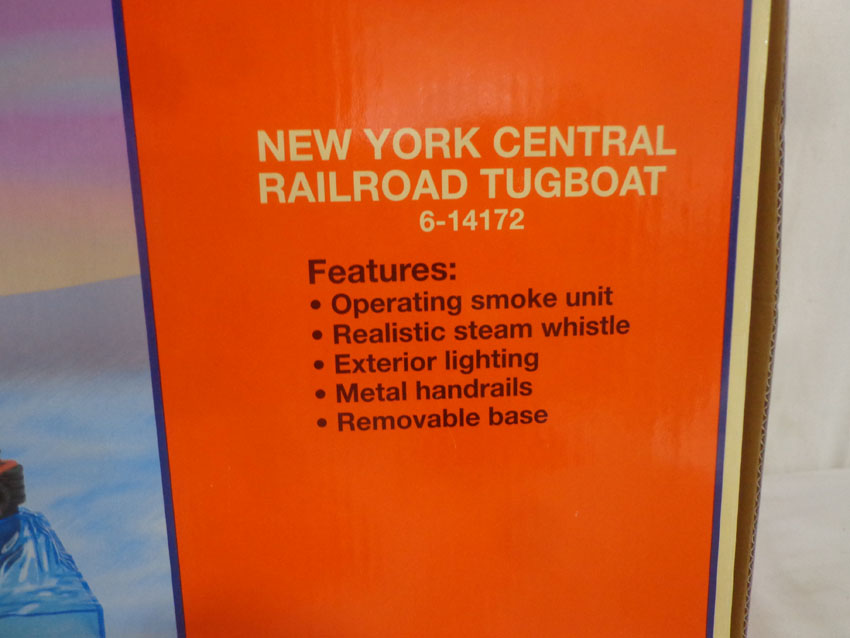 NEW YORK CENTRAL
RAILROAD TUGBOAT
6-14172
Features:
• Operating smoke unit
• Realistic steam whistle
• Exterior lighting
• Metal handrails
• Removable base